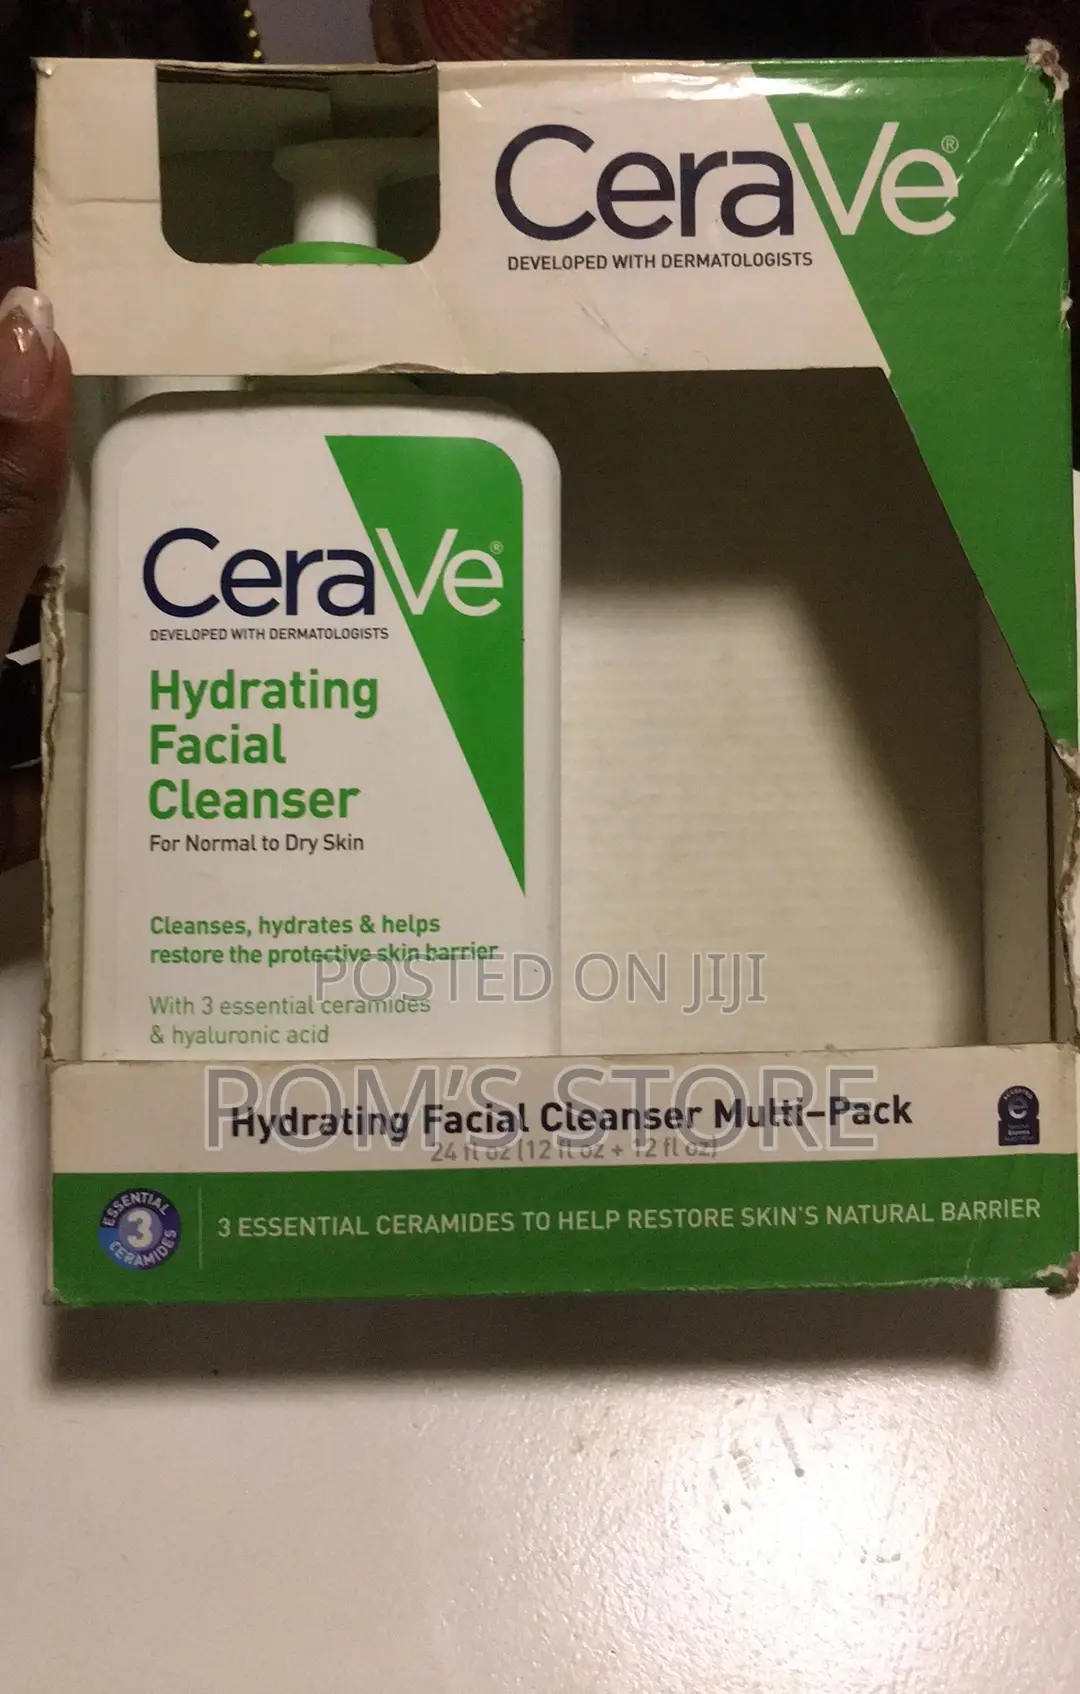 CeraVe®
DEVELOPED WITH DERMATOLOGISTS
CeraVe®
DEVELOPED WITH DERMATOLOGISTS
Hydrating
Facial
Cleanser
For Normal to Dry Skin
Cleanses, hydrates & helps
restore the protective skin barrier
With 3 essential ceramides
& hyaluronic acid
POSTED ON JIJI
POM'S STORE
Hydrating Facial Cleanser Multi-Pack
24 fl oz (12 fl oz + 12 fl oz)
ESSENTIAL
3
CERAMIDES
3 ESSENTIAL CERAMIDES TO HELP RESTORE SKIN'S NATURAL BARRIER